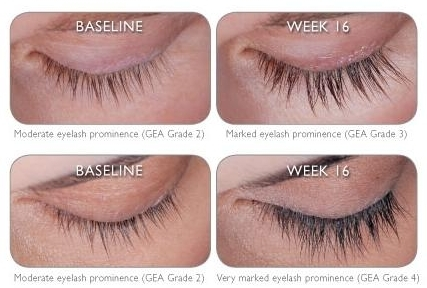 BASELINE
WEEK 16
Moderate eyelash prominence (GEA Grade 2)
Marked eyelash prominence (GEA Grade 3)
BASELINE
WEEK 16
Moderate eyelash prominence (GEA Grade 2)
Very marked eyelash prominence (GEA Grade 4)